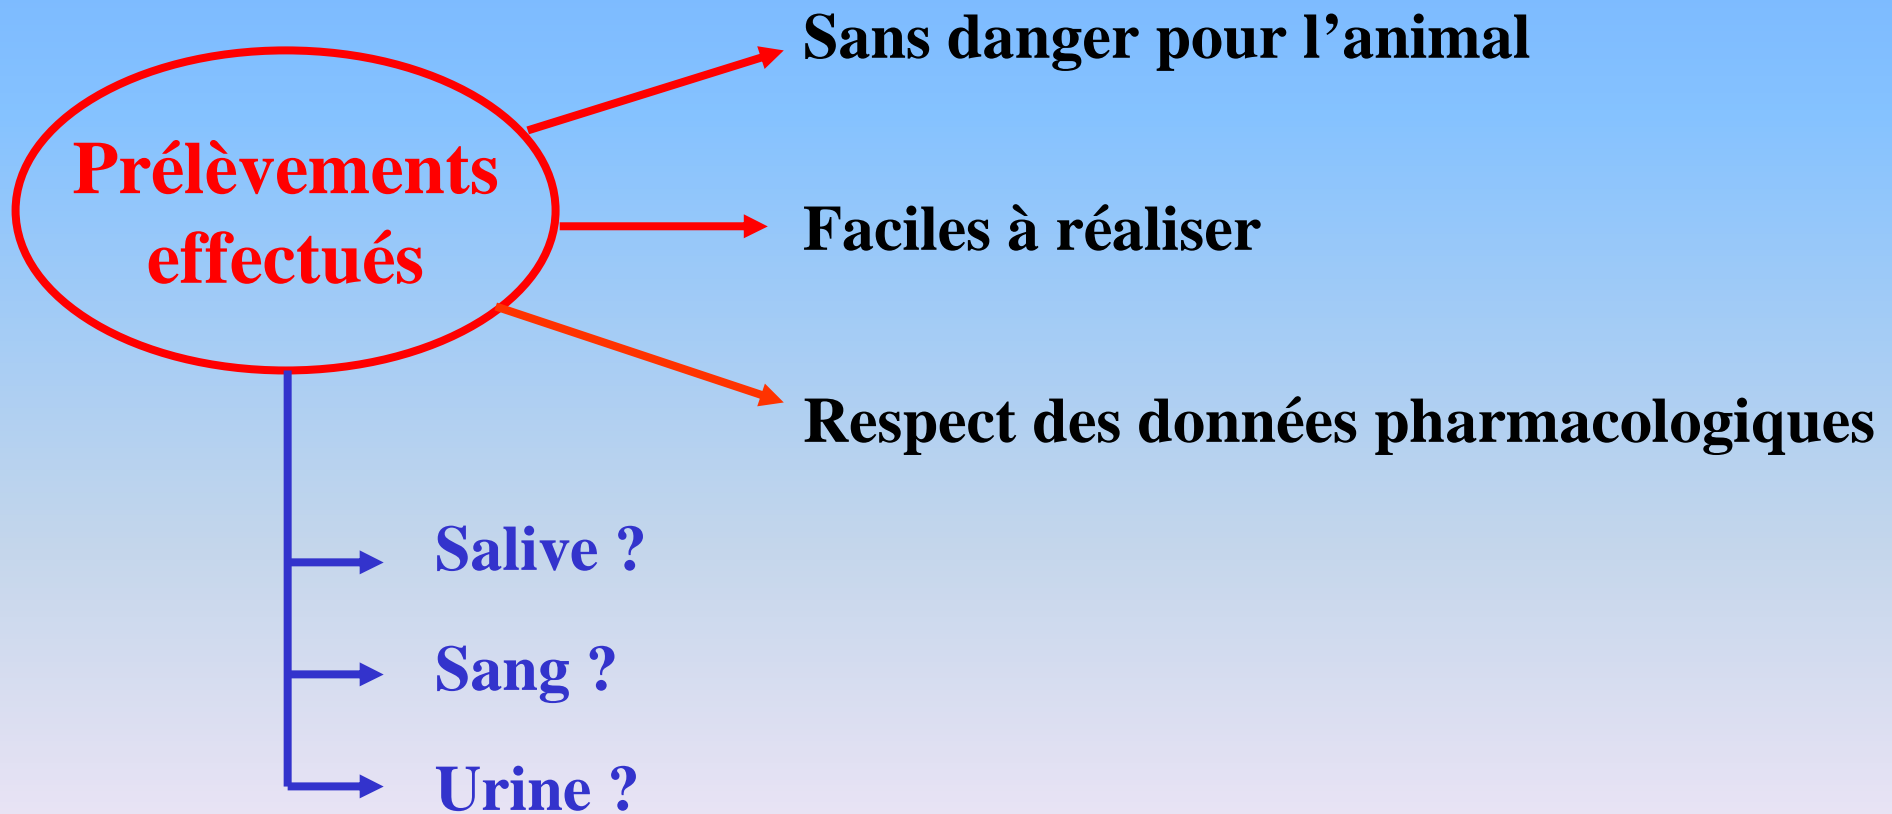 Sans danger pour l’animal
Prélèvements
effectués
Faciles à réaliser
Respect des données pharmacologiques
Salive ?
Sang ?
Urine ?